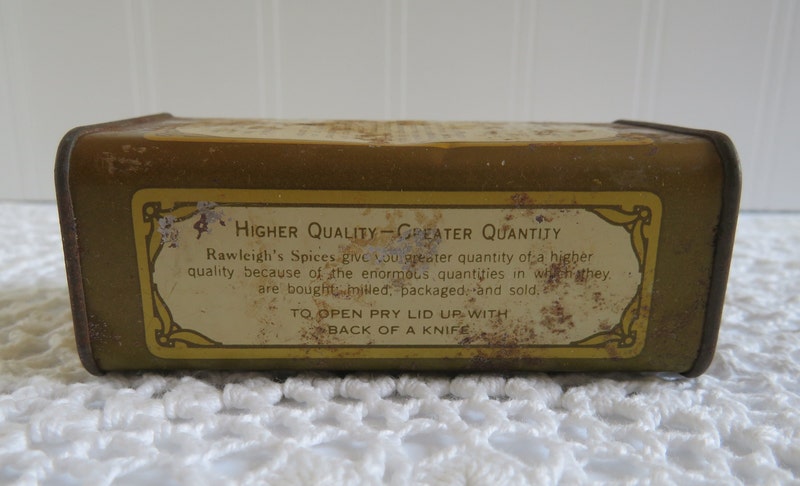 HIGHER QUALITY—GREATER QUANTITY
Rawleigh's Spices give you greater quantity of a higher
quality because of the enormous quantities in which they
are bought, milled, packaged, and sold.
TO OPEN PRY LID UP WITH
BACK OF A KNIFE